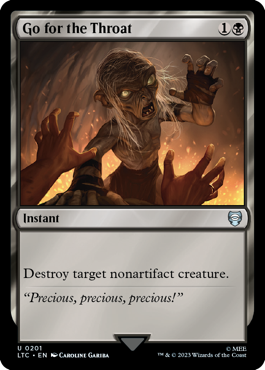 Go for the Throat 1
Instant
Destroy target nonartifact creature.
“Precious, precious, precious!”
U 0201 © MEE
LTC • EN CAROLINE GARIBA ™ & © 2023 Wizards of the Coast